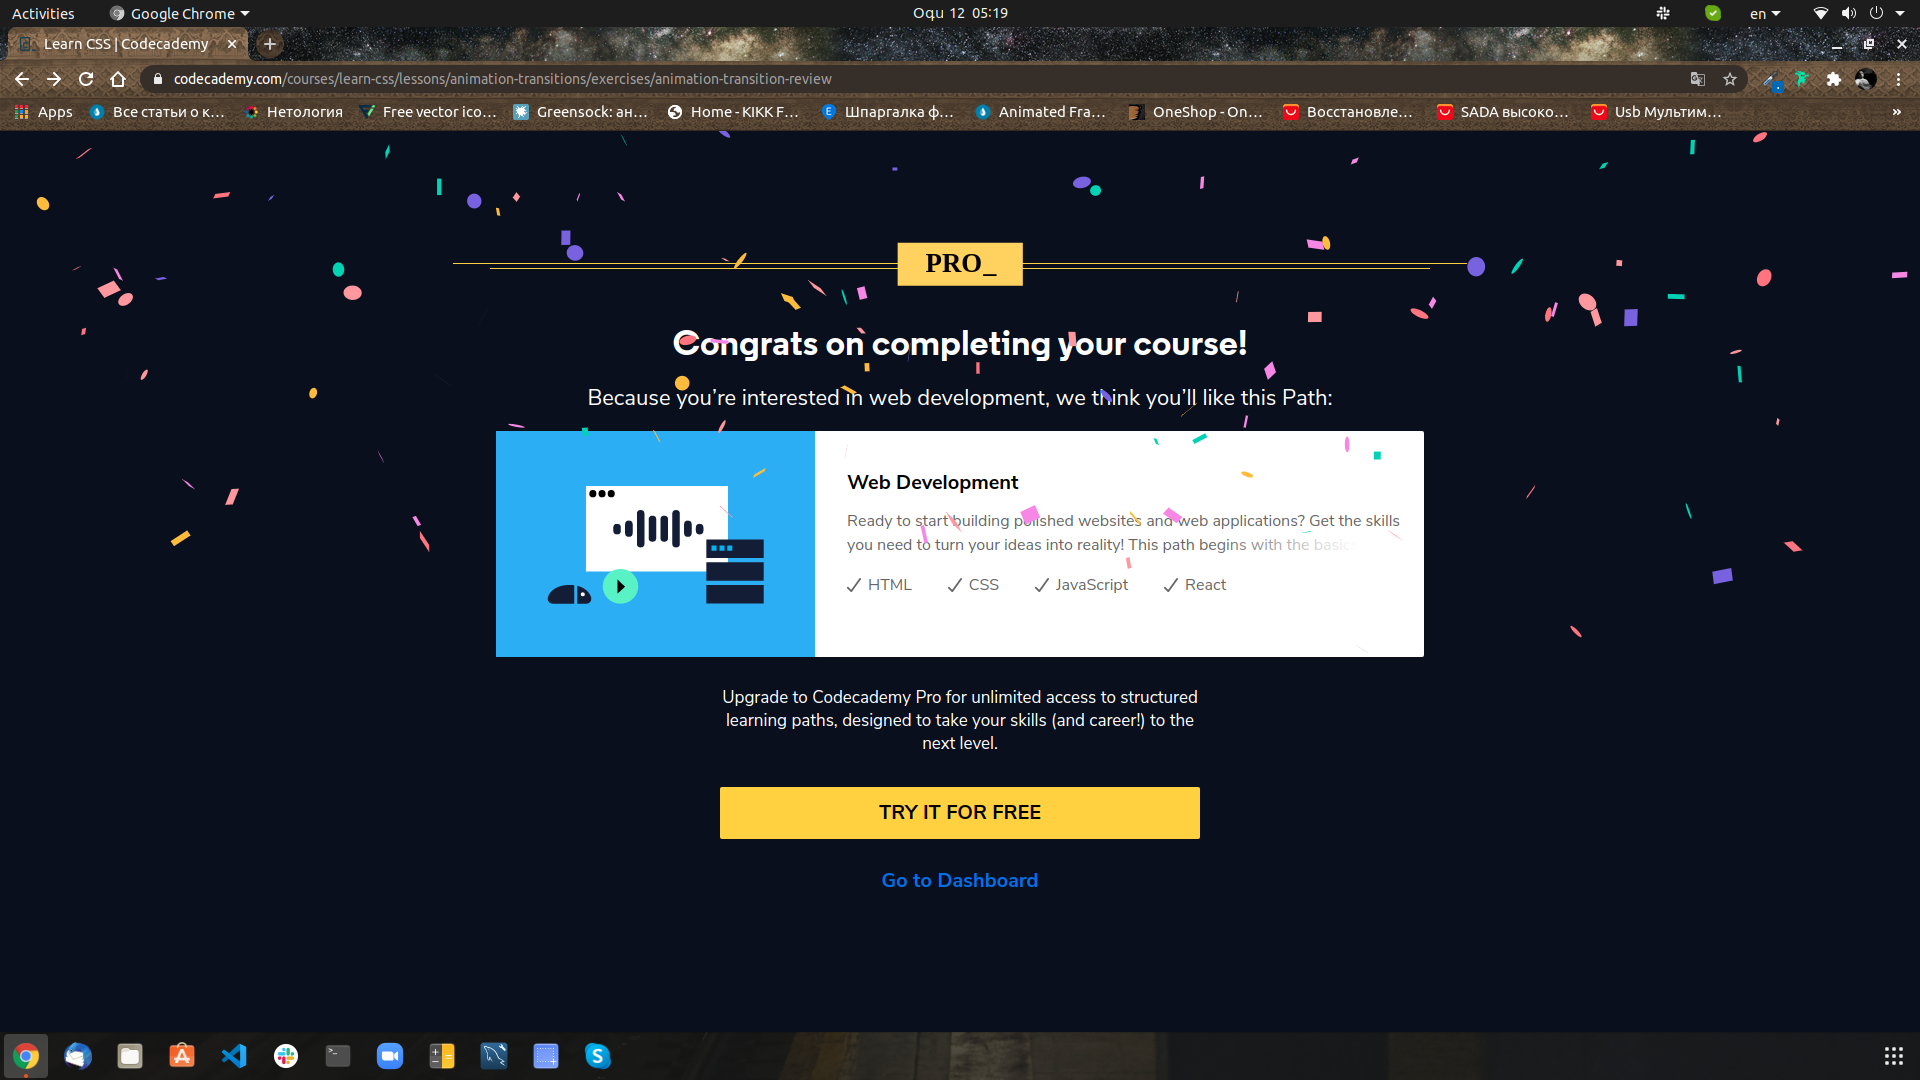 Activities
Google Chrome
Oqu 12 05:19
en
Learn CSS | Codecademy
codecademy.com/courses/learn-css/lessons/animation-transitions/exercises/animation-transition-review
Apps
Все статьи о к...
Нетология
Free vector ico...
Greensock: ан...
Home - KIKK F...
Шпаргалка ф...
Animated Fra...
OneShop - On...
Восстановле...
SADA высоко...
Usb Мультим...
»
PRO_
Congrats on completing your course!
Because you’re interested in web development, we think you’ll like this Path:
Web Development
Ready to start building polished websites and web applications? Get the skills
you need to turn your ideas into reality! This path begins with the basic
HTML
CSS
JavaScript
React
Upgrade to Codecademy Pro for unlimited access to structured
learning paths, designed to take your skills (and career!) to the
next level.
TRY IT FOR FREE
Go to Dashboard